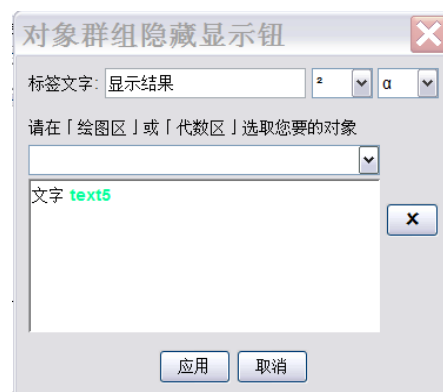 对象群组隐藏显示钮
标签文字: 显示结果 ² α
请在「绘图区」或「代数区」选取您要的对象
文字 text5
x
应用 取消